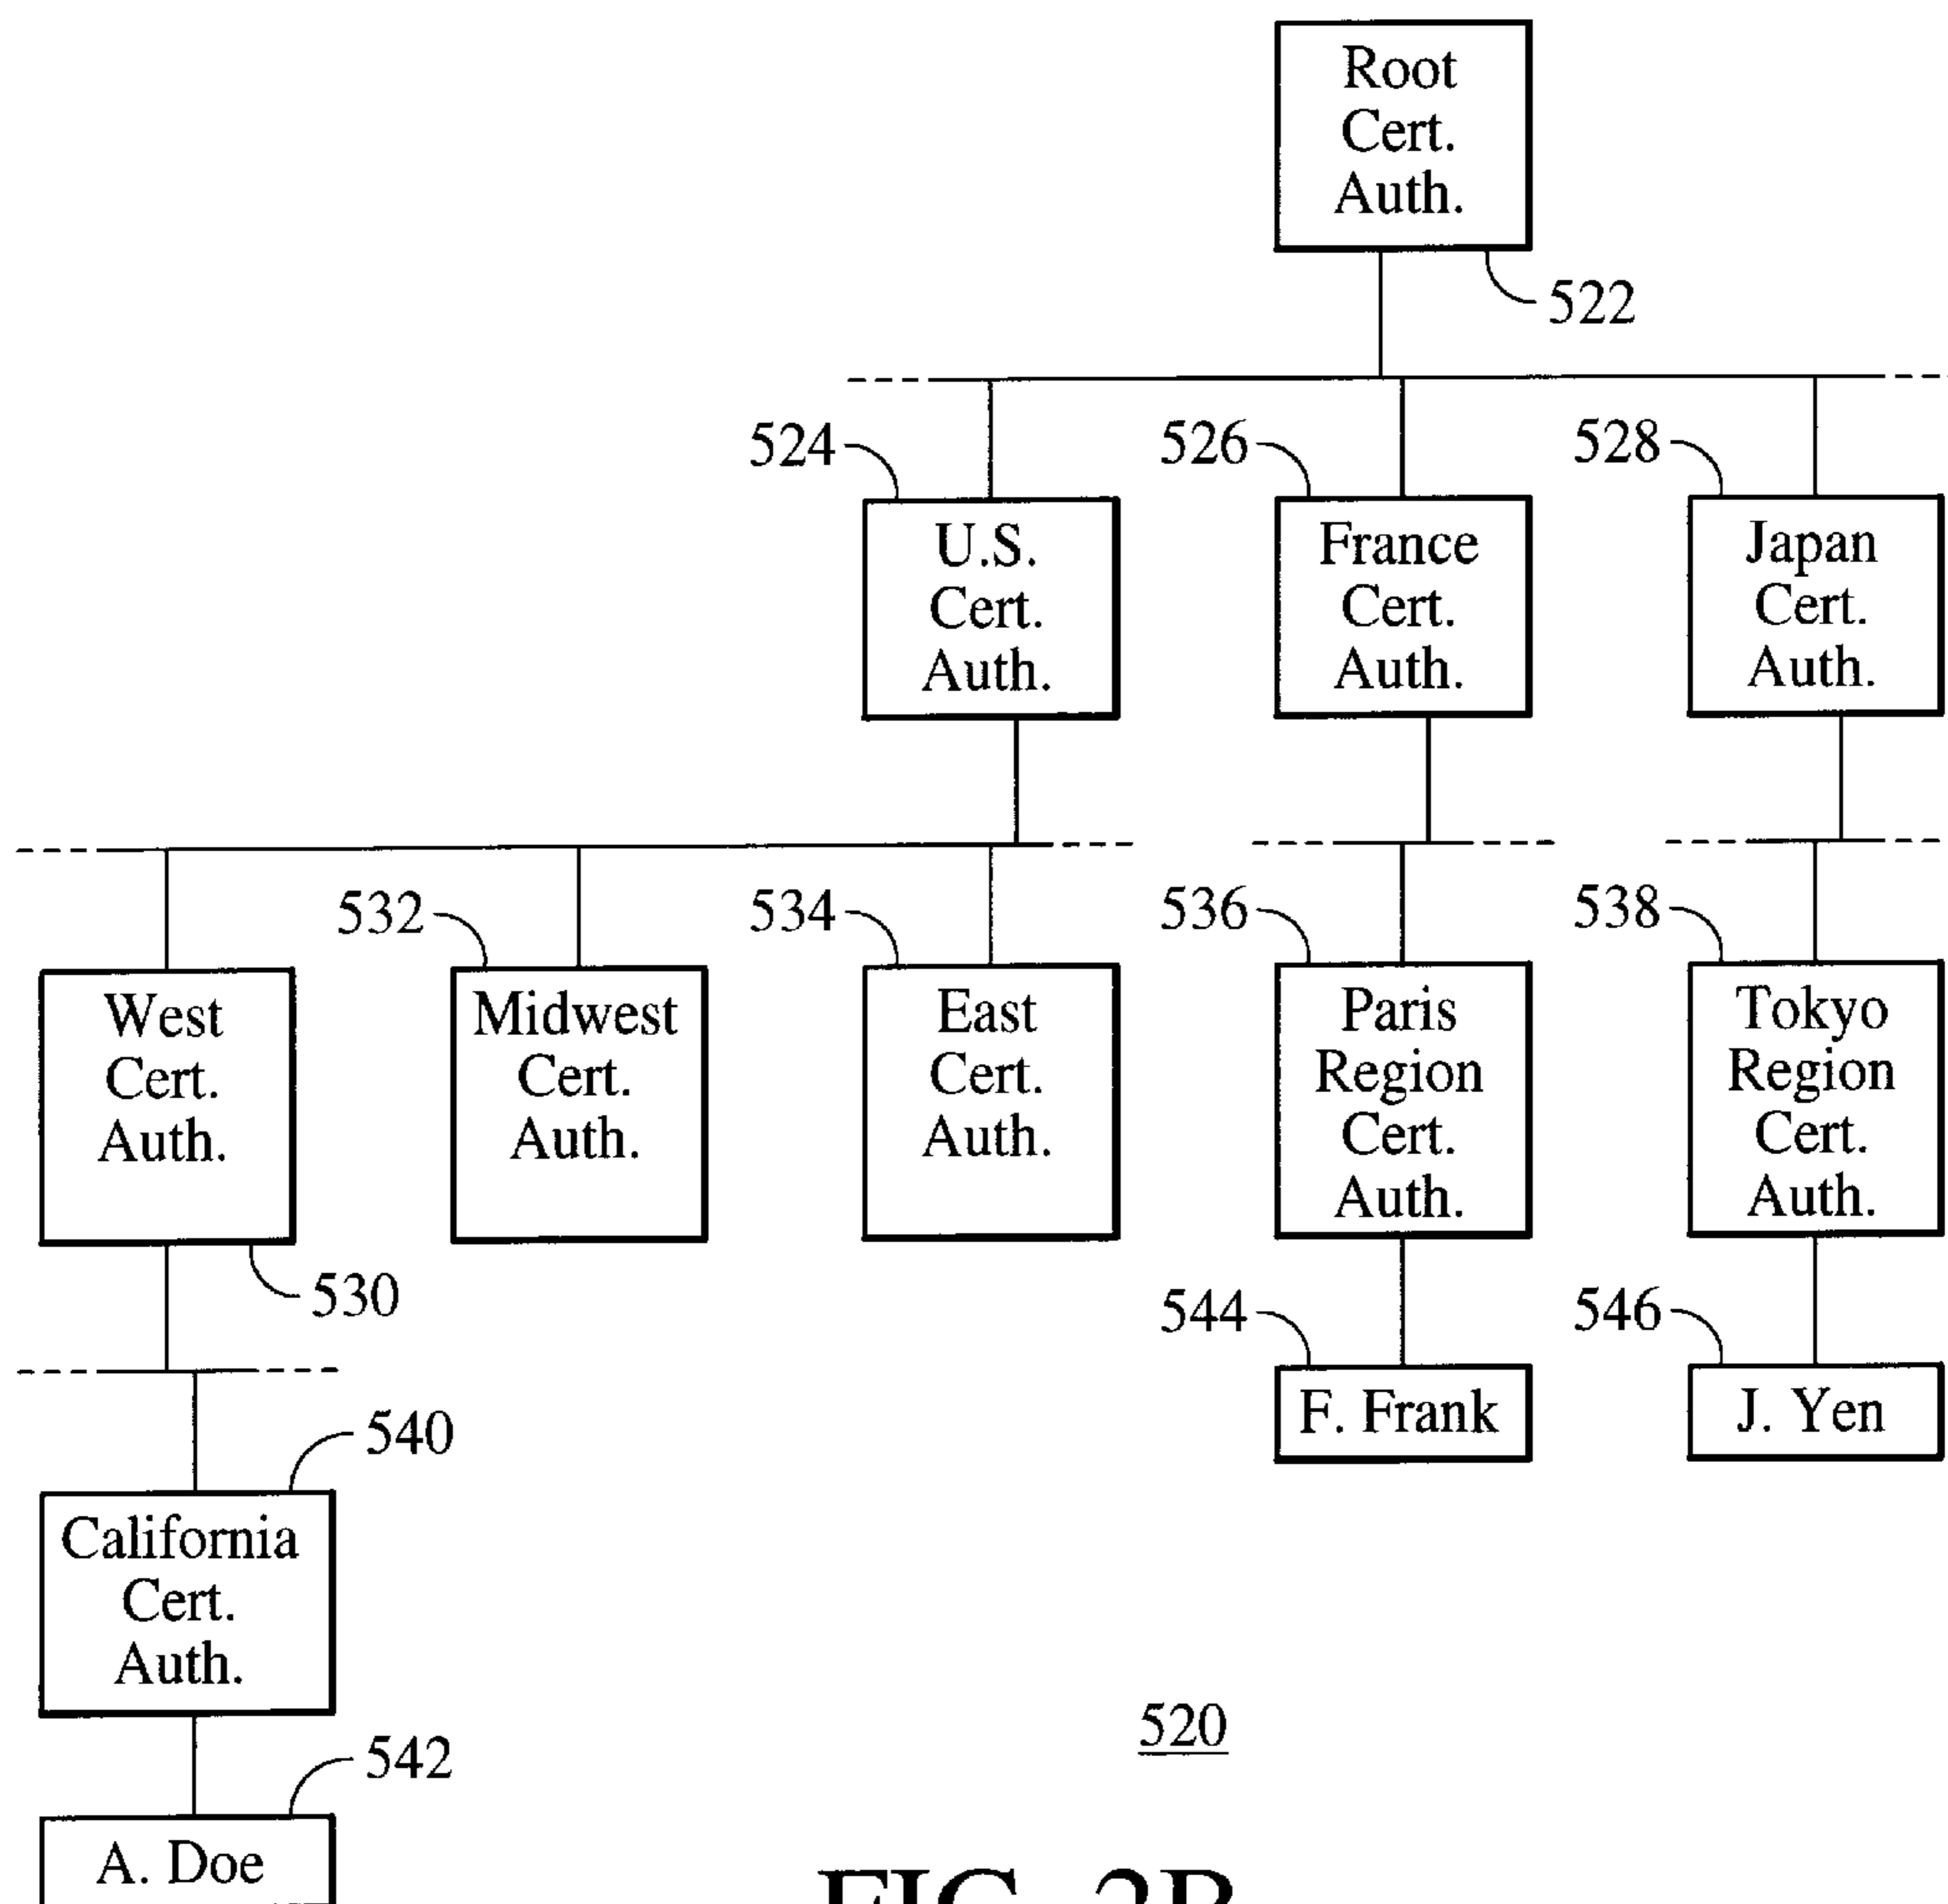 Root
Cert.
Auth.
522
524
526
528
U.S.
Cert.
Auth.
France
Cert.
Auth.
Japan
Cert.
Auth.
532
534
536
538
West
Cert.
Auth.
Midwest
Cert.
Auth.
East
Cert.
Auth.
Paris
Region
Cert.
Auth.
Tokyo
Region
Cert.
Auth.
530
544
546
F. Frank
J. Yen
540
California
Cert.
Auth.
520
542
A. Doe
FIG. 2B